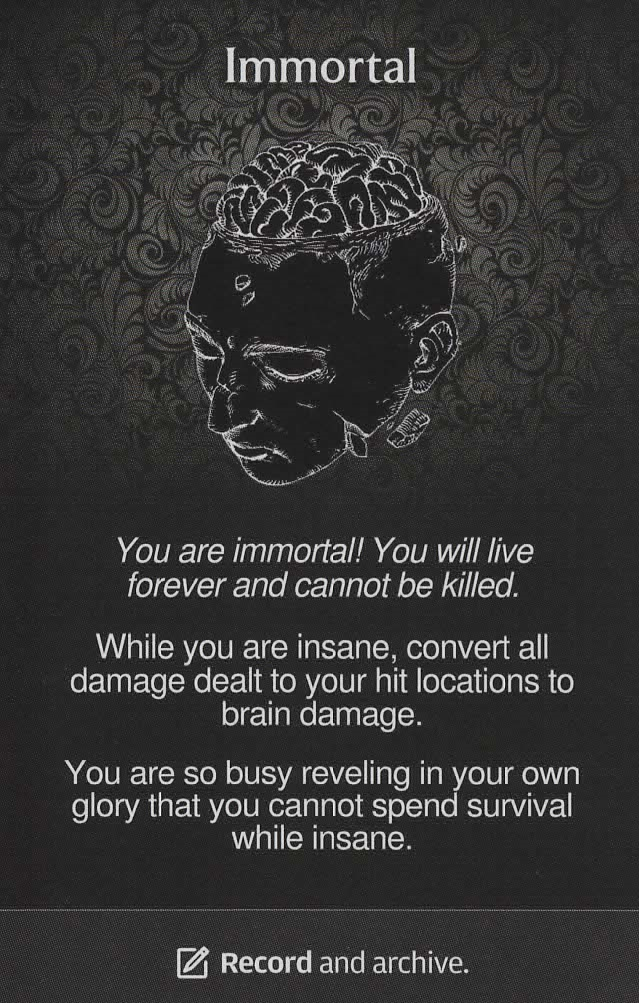 Immortal
You are immortal! You will live
forever and cannot be killed.
While you are insane, convert all
damage dealt to your hit locations to
brain damage.
You are so busy reveling in your own
glory that you cannot spend survival
while insane.
Record and archive.